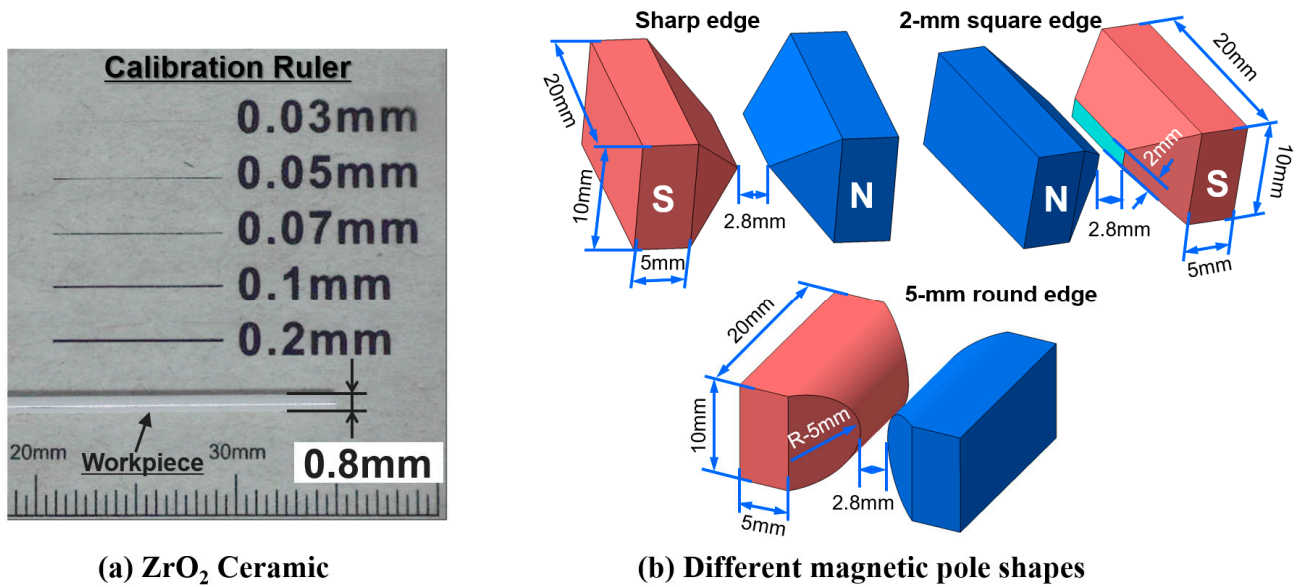 Calibration Ruler
0.03mm
0.05mm
0.07mm
0.1mm
0.2mm
20mm
30mm
Workpiece
0.8mm
(a) ZrO₂ Ceramic
Sharp edge
20mm
10mm
S
N
2.8mm
5mm
2-mm square edge
20mm
2mm
10mm
N
S
2.8mm
5mm
5-mm round edge
20mm
10mm
R-5mm
2.8mm
5mm
(b) Different magnetic pole shapes